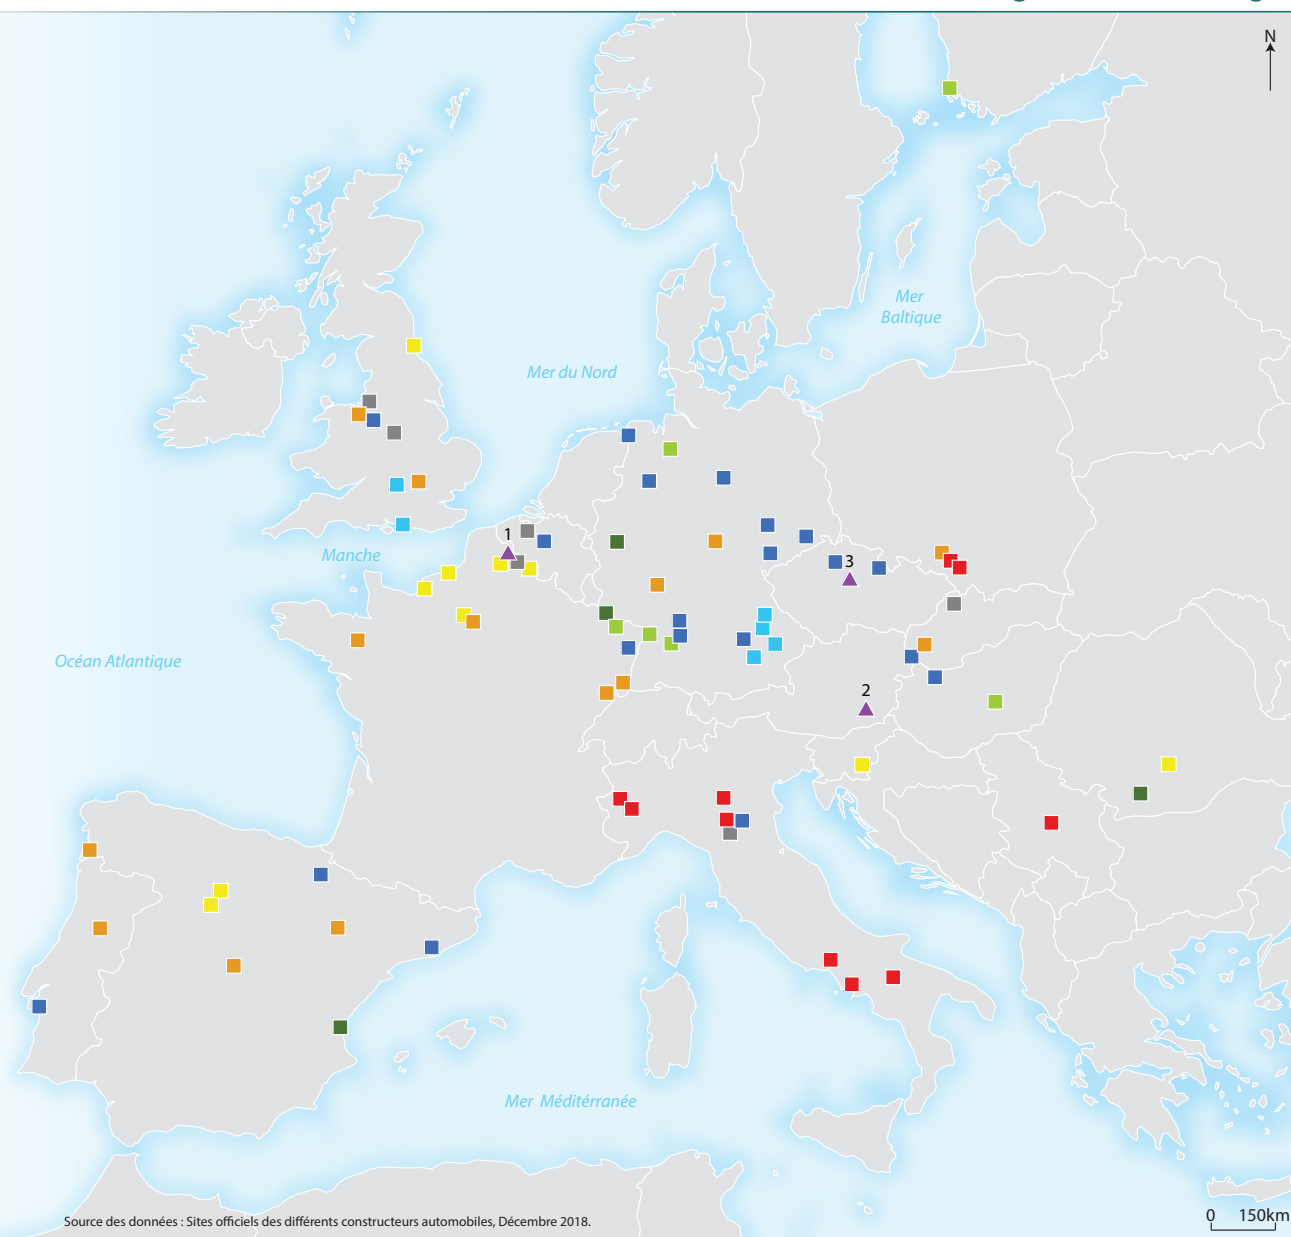 N
Mer
Baltique
Mer du Nord
1
Manche
3
Océan Atlantique
2
Mer Méditérranée
Source des données : Sites officiels des différents constructeurs automobiles, Décembre 2018.
0 150km